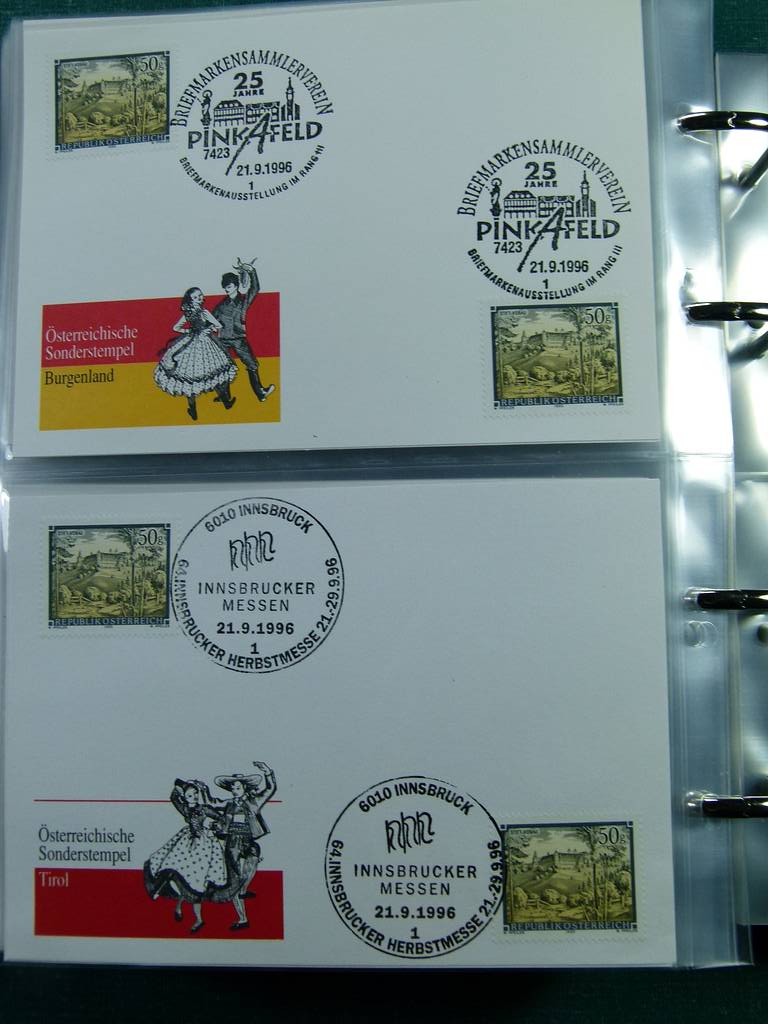 50g
REPUBLIK ÖSTERREICH
BRIEFMARKENSAMMLERVEREIN
25
JAHRE
PINKAFELD
7423
21.9.1996
1
BRIEFMARKENAUSSTELLUNG IM RANG III
BRIEFMARKENSAMMLERVEREIN
25
JAHRE
PINKAFELD
7423
21.9.1996
1
BRIEFMARKENAUSSTELLUNG IM RANG III
Österreichische
Sonderstempel
Burgenland
50g
REPUBLIK ÖSTERREICH
50g
REPUBLIK ÖSTERREICH
6010 INNSBRUCK
INNSBRUCKER
MESSEN
21.9.1996
1
64.INNSBRUCKER HERBSTMESSE 21.-29.9.96
Österreichische
Sonderstempel
Tirol
6010 INNSBRUCK
INNSBRUCKER
MESSEN
21.9.1996
1
64.INNSBRUCKER HERBSTMESSE 21.-29.9.96
50g
REPUBLIK ÖSTERREICH